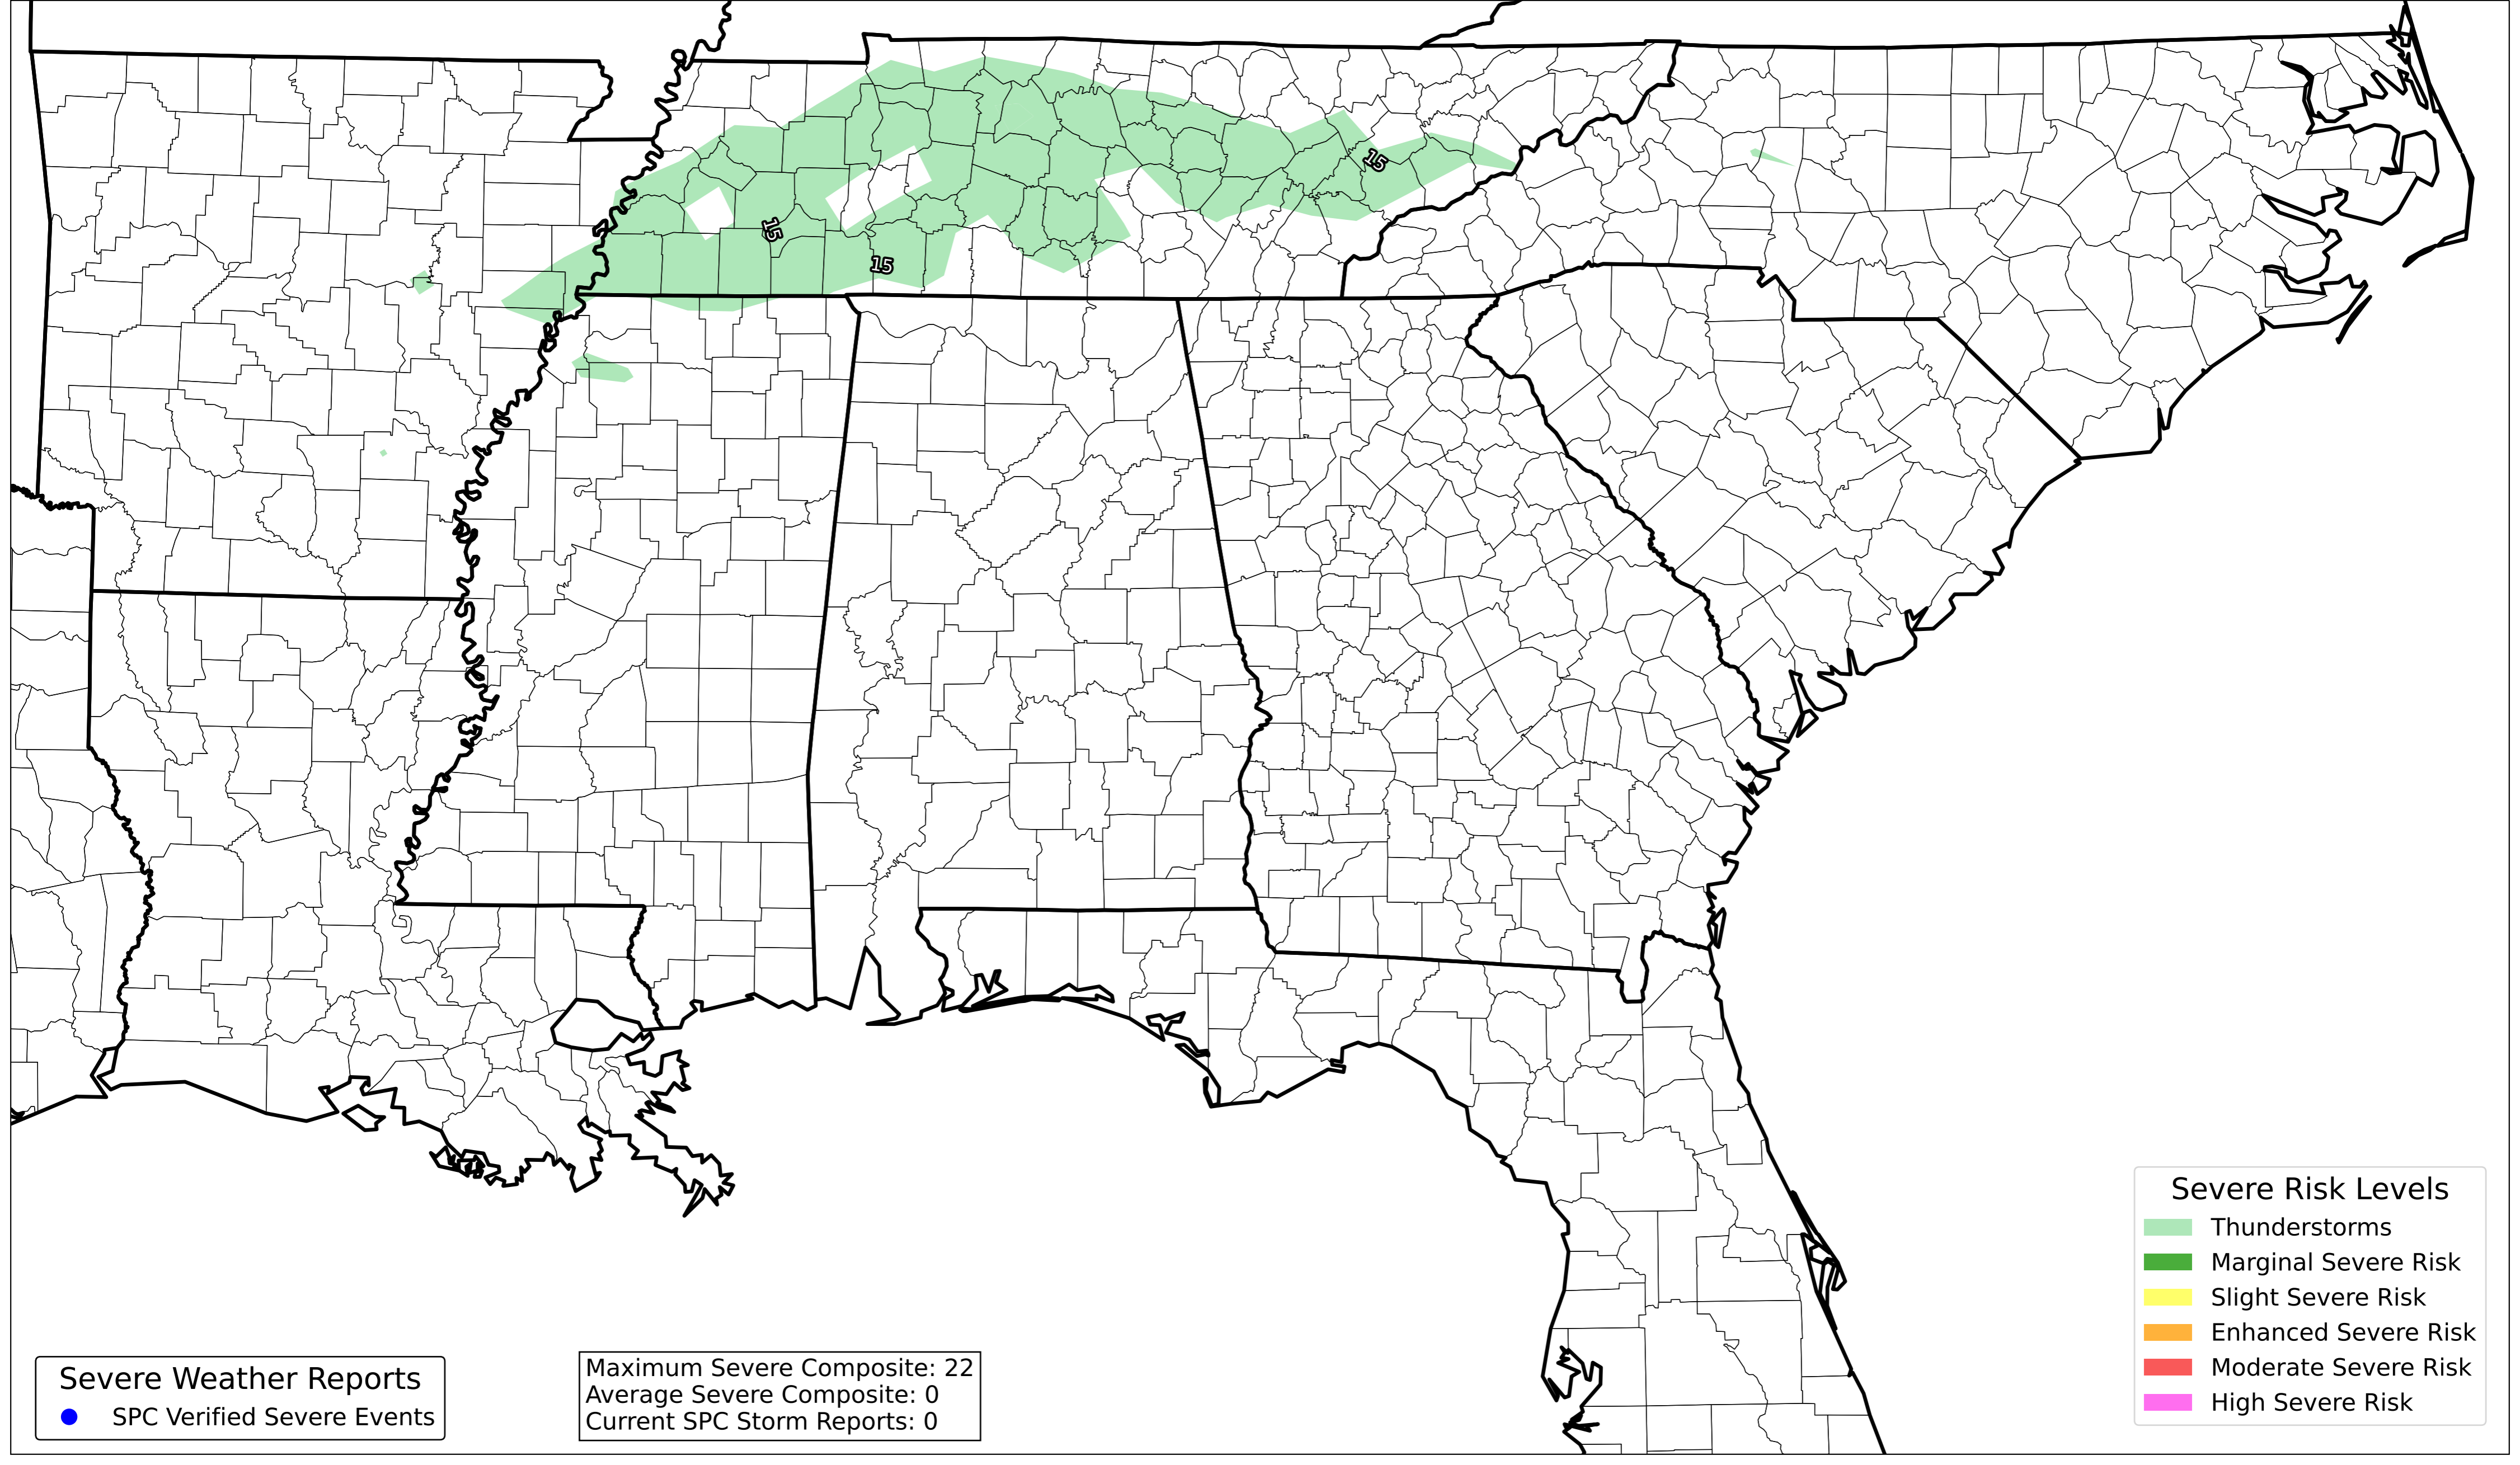 15
15
15
Severe Risk Levels
Thunderstorms
Marginal Severe Risk
Slight Severe Risk
Enhanced Severe Risk
Moderate Severe Risk
High Severe Risk
Severe Weather Reports
SPC Verified Severe Events
Maximum Severe Composite: 22
Average Severe Composite: 0
Current SPC Storm Reports: 0